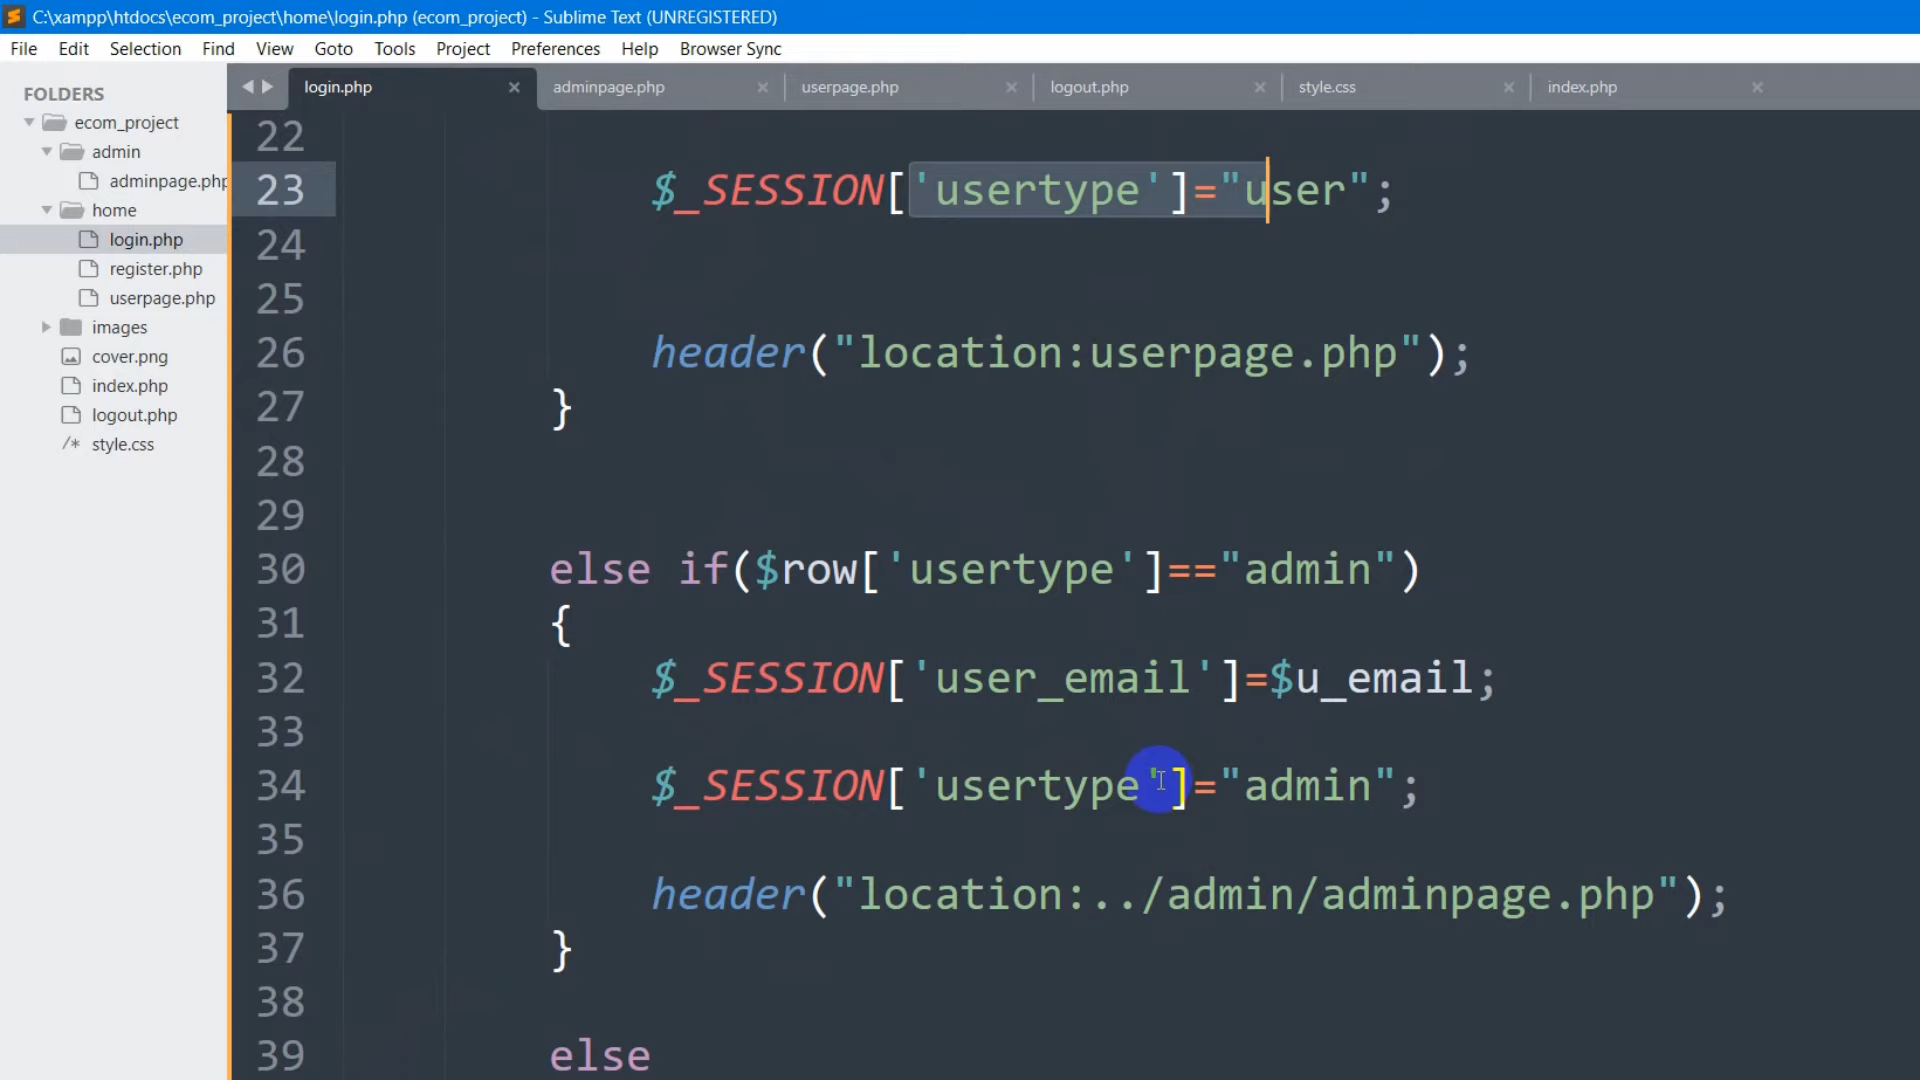 C:\xampp\htdocs\ecom_project\home\login.php (ecom_project) - Sublime Text (UNREGISTERED)
File Edit Selection Find View Goto Tools Project Preferences Help Browser Sync
FOLDERS
ecom_project
admin
adminpage.php
home
login.php
register.php
userpage.php
images
cover.png
index.php
logout.php
/* style.css
login.php × adminpage.php × userpage.php × logout.php × style.css × index.php ×
22
23 $_SESSION['usertype']="user";
24
25
26 header("location:userpage.php");
27 }
28
29
30 else if($row['usertype']=="admin")
31 {
32 $_SESSION['user_email']=$u_email;
33
34 $_SESSION['usertype']="admin";
35
36 header("location:../admin/adminpage.php");
37 }
38
39 else